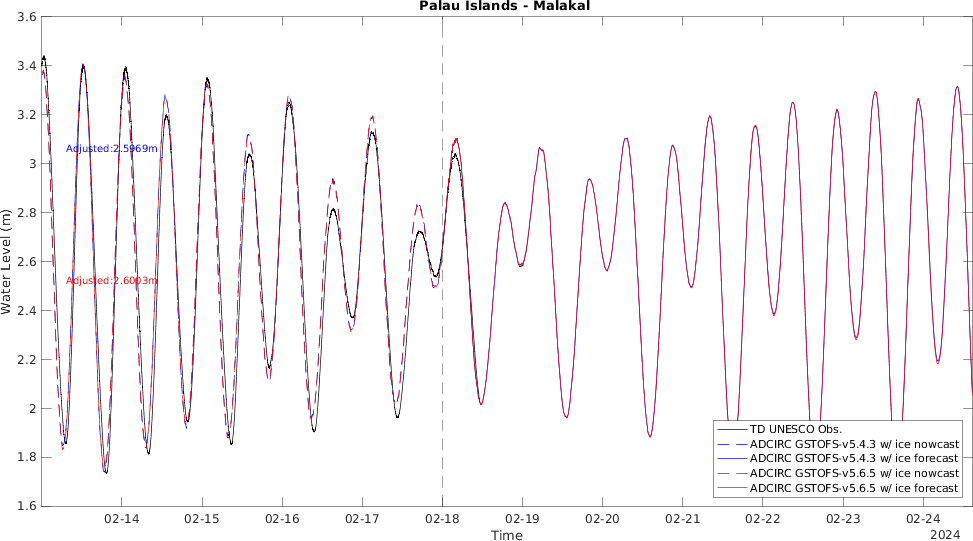 Palau Islands - Malakal
3.6
3.4
3.2
3
2.8
2.6
2.4
2.2
2
1.8
1.6
Water Level (m)
Adjusted:2.5969m
Adjusted:2.6003m
TD UNESCO Obs.
ADCIRC GSTOFS-v5.4.3 w/ ice nowcast
ADCIRC GSTOFS-v5.4.3 w/ ice forecast
ADCIRC GSTOFS-v5.6.5 w/ ice nowcast
ADCIRC GSTOFS-v5.6.5 w/ ice forecast
02-14 02-15 02-16 02-17 02-18 02-19 02-20 02-21 02-22 02-23 02-24
Time
2024